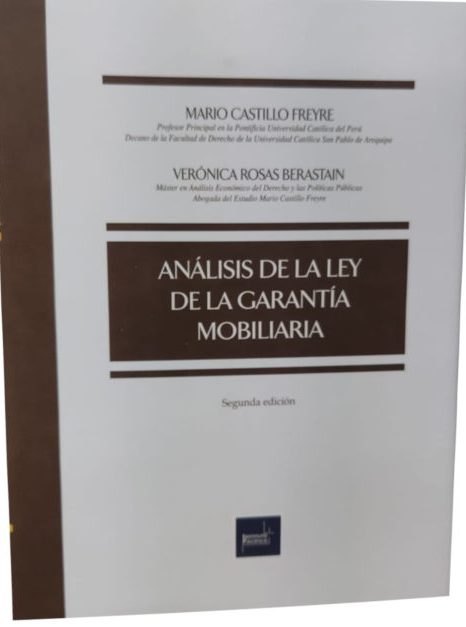 MARIO CASTILLO FREYRE
Profesor Principal en la Pontificia Universidad Católica del Perú
Decano de la Facultad de Derecho de la Universidad Católica San Pablo de Arequipa
VERÓNICA ROSAS BERASTAIN
Máster en Análisis Económico del Derecho y las Políticas Públicas
Abogada del Estudio Mario Castillo Freyre
ANÁLISIS DE LA LEY
DE LA GARANTÍA
MOBILIARIA
Segunda edición